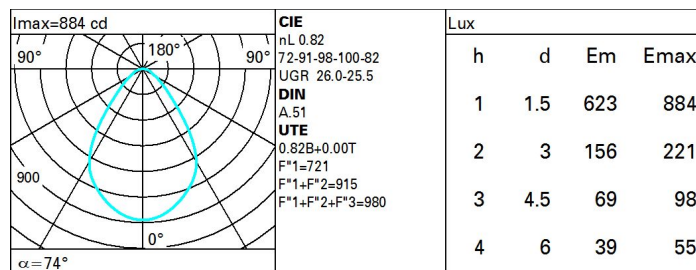 Imax=884 cd
90°
180°
90°
900
0°
α=74°
CIE
nL 0.82
72-91-98-100-82
UGR 26.0-25.5
DIN
A.51
UTE
0.82B+0.00T
F"1=721
F"1+F"2=915
F"1+F"2+F"3=980
Lux
h d Em Emax
1 1.5 623 884
2 3 156 221
3 4.5 69 98
4 6 39 55